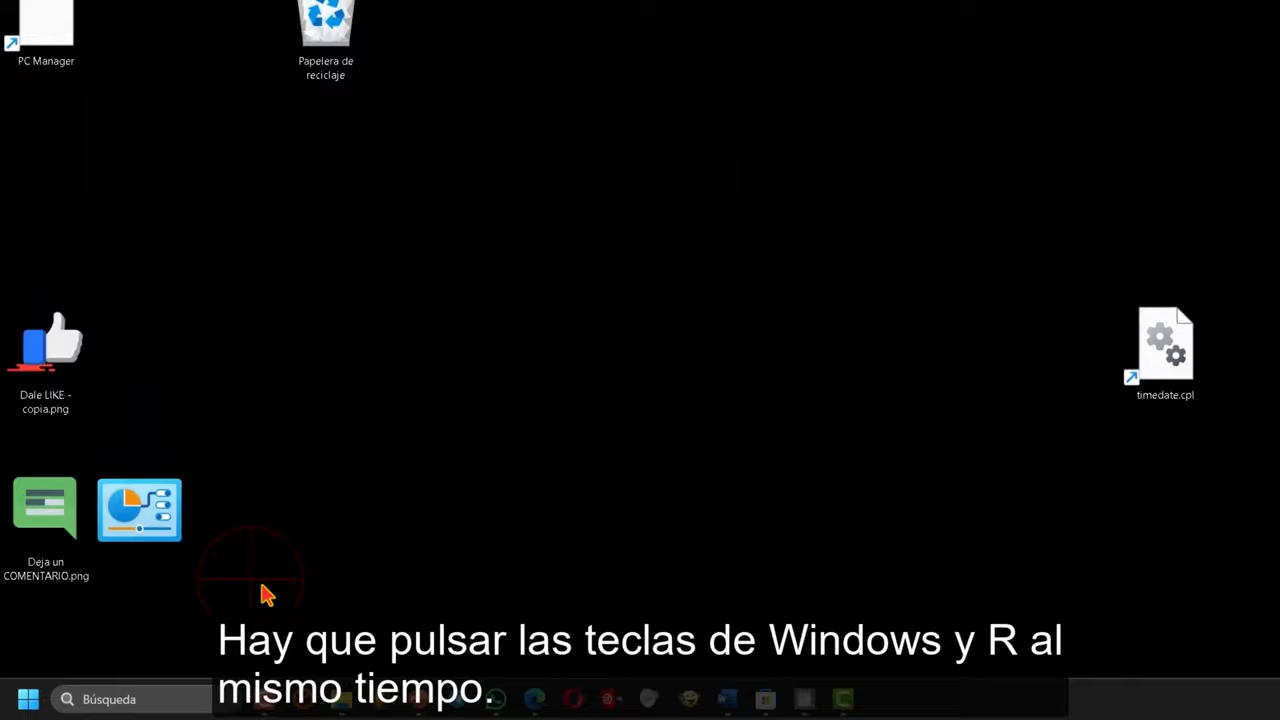 PC Manager
Papelera de
reciclaje
Dale LIKE -
copia.png
timedate.cpl
Deja un
COMENTARIO.png
Hay que pulsar las teclas de Windows y R al
mismo tiempo.
Búsqueda